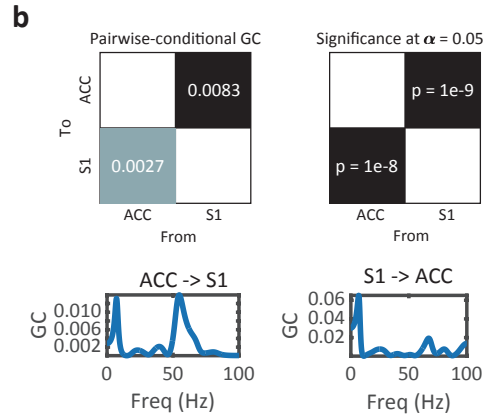 b
Pairwise-conditional GC
Significance at α = 0.05
To
ACC
S1
0.0083
0.0027
ACC
S1
From
p = 1e-9
p = 1e-8
ACC
S1
From
ACC -> S1
GC
0.010
0.006
0.002
0
50
100
Freq (Hz)
S1 -> ACC
GC
0.06
0.04
0.02
0
50
100
Freq (Hz)